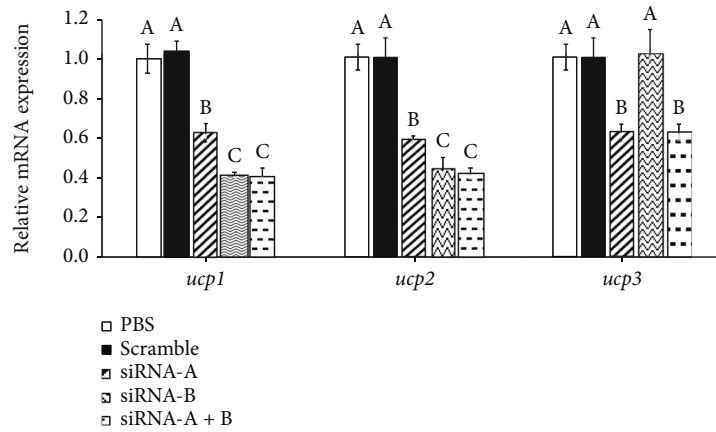 Relative mRNA expression
1.2
1.0
0.8
0.6
0.4
0.2
0.0
A A B C C
A A B C C
A A B A B
ucp1 ucp2 ucp3
PBS
Scramble
siRNA-A
siRNA-B
siRNA-A + B